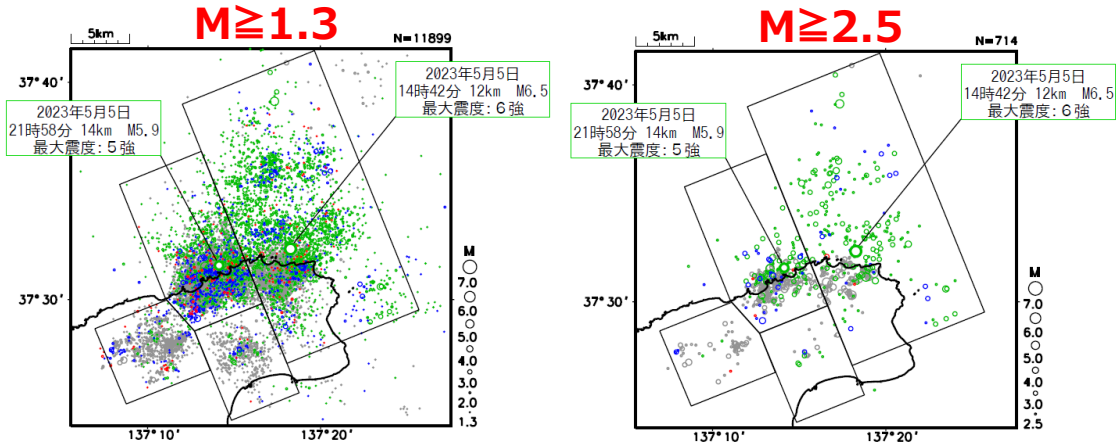 M≧1.3
5km
N=11899
37°40'
2023年5月5日
14時42分 12km M6.5
最大震度:6強
2023年5月5日
21時58分 14km M5.9
最大震度:5強
37°30'
M
7.0
6.0
5.0
4.0
3.0
2.0
1.3
137°10'
137°20'
M≧2.5
5km
N=714
37°40'
2023年5月5日
14時42分 12km M6.5
最大震度:6強
2023年5月5日
21時58分 14km M5.9
最大震度:5強
37°30'
M
7.0
6.0
5.0
4.0
3.0
2.5
137°10'
137°20'